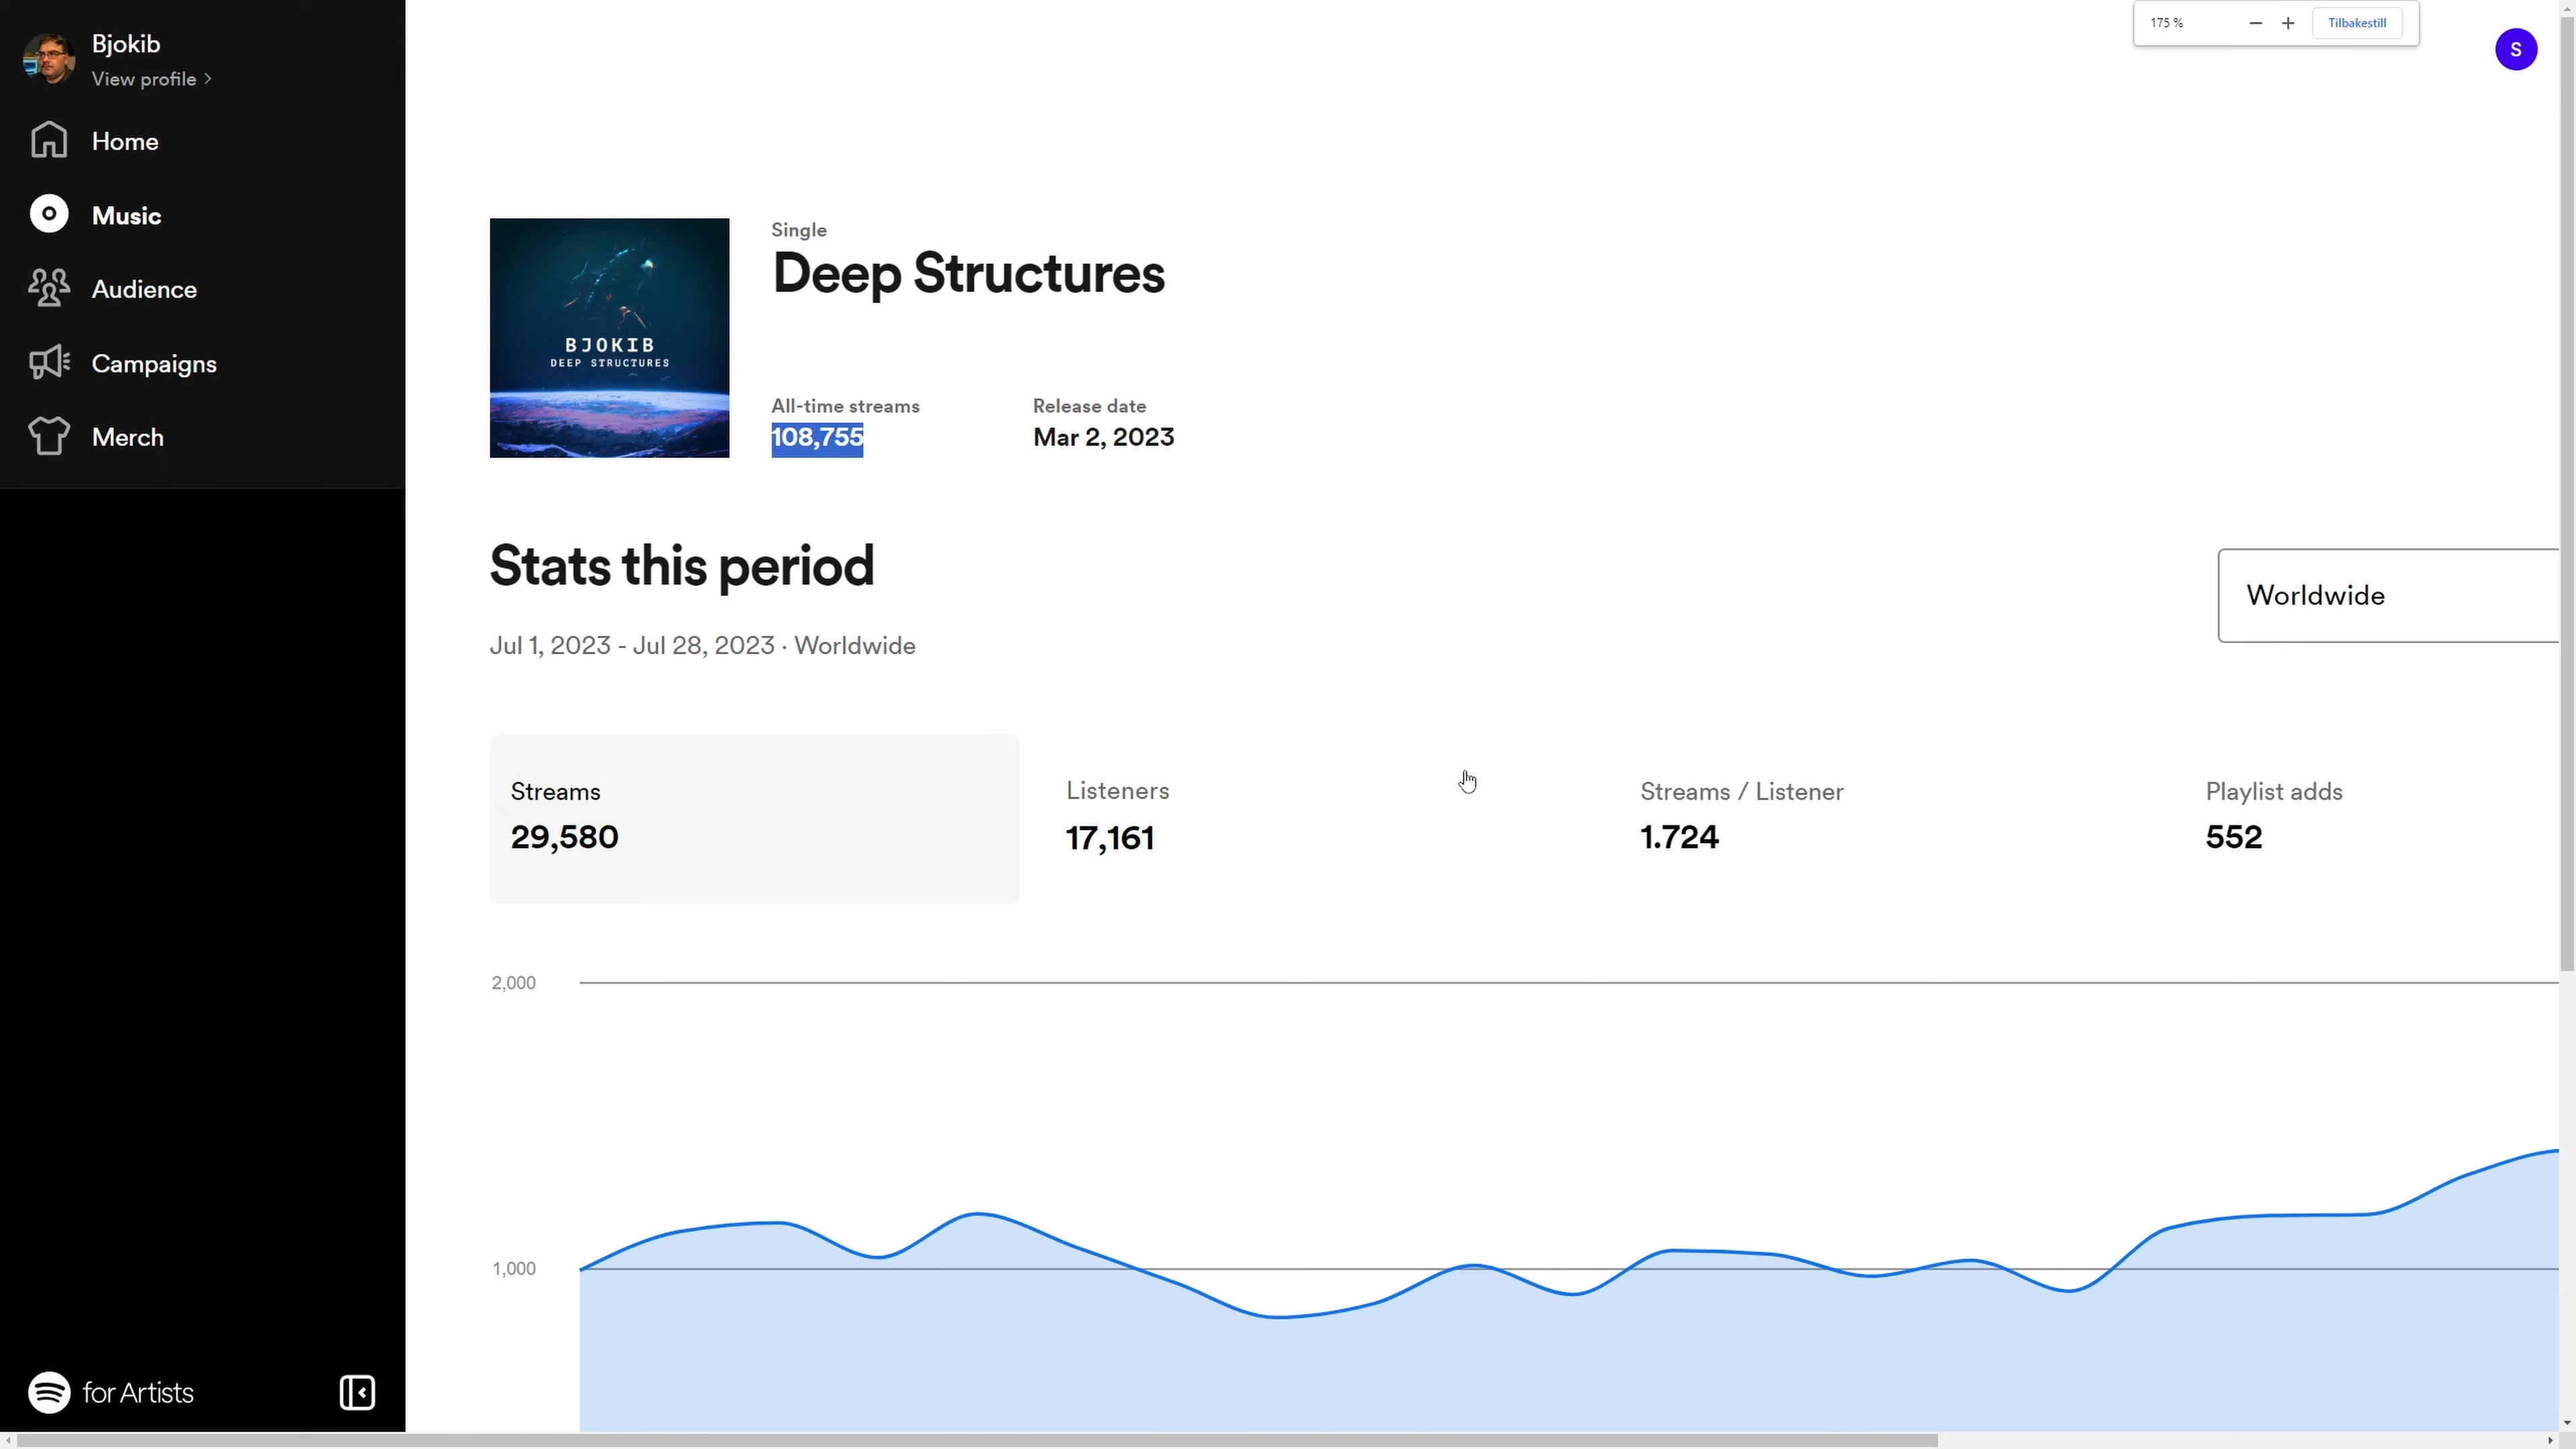 Bjokib
View profile
Home
Music
Audience
Campaigns
Merch
for Artists
175 %
Tilbakestill
S
BJOKIB
DEEP STRUCTURES
Single
Deep Structures
All-time streams
108,755
Release date
Mar 2, 2023
Stats this period
Jul 1, 2023 - Jul 28, 2023 · Worldwide
Worldwide
Streams
29,580
Listeners
17,161
Streams / Listener
1.724
Playlist adds
552
2,000
1,000